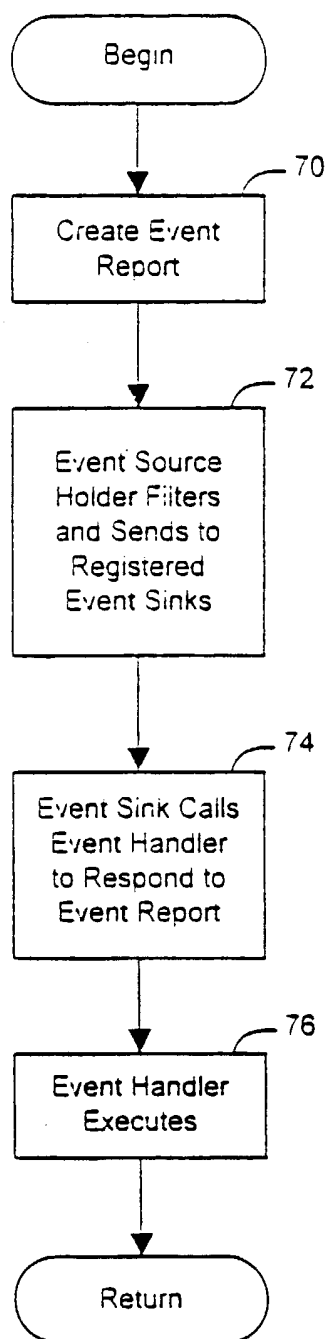 Begin
70
Create Event
Report
72
Event Source
Holder Filters
and Sends to
Registered
Event Sinks
74
Event Sink Calls
Event Handler
to Respond to
Event Report
76
Event Handler
Executes
Return